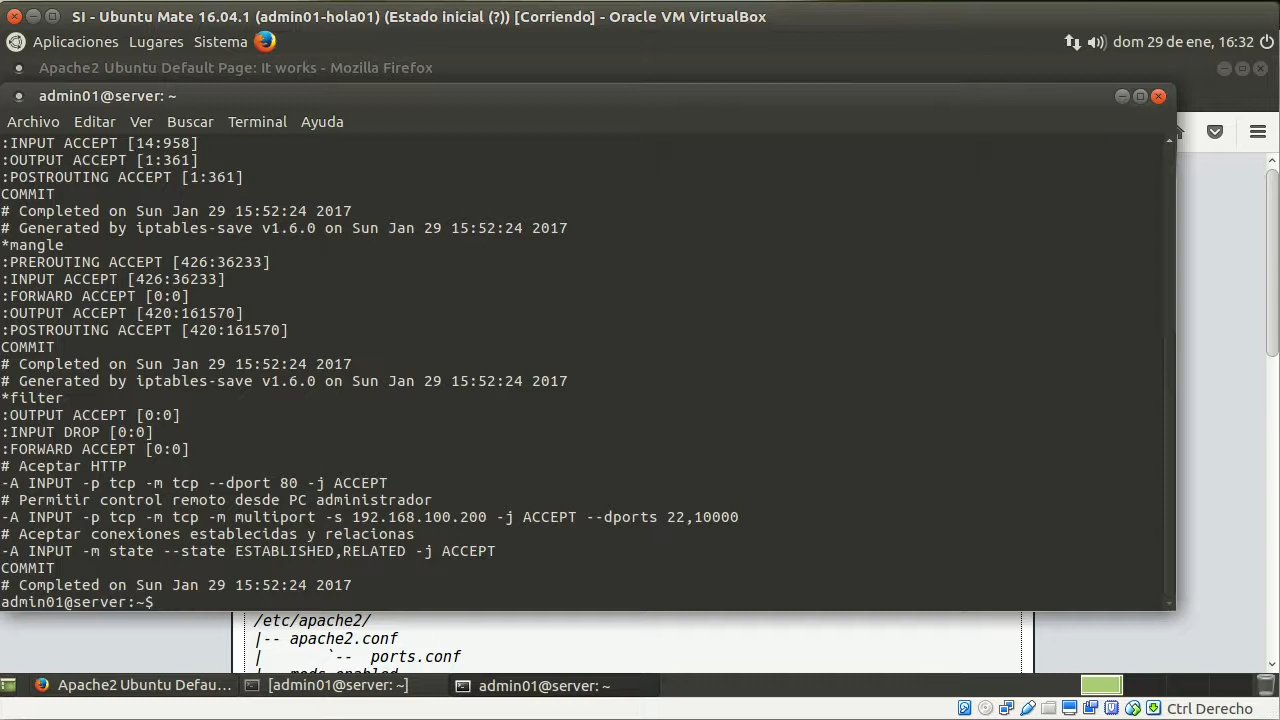 SI - Ubuntu Mate 16.04.1 (admin01-hola01) (Estado inicial (?)) [Corriendo] - Oracle VM VirtualBox
Aplicaciones Lugares Sistema dom 29 de ene, 16:32
Apache2 Ubuntu Default Page: It works - Mozilla Firefox
admin01@server: ~
Archivo Editar Ver Buscar Terminal Ayuda
:INPUT ACCEPT [14:958]
:OUTPUT ACCEPT [1:361]
:POSTROUTING ACCEPT [1:361]
COMMIT
# Completed on Sun Jan 29 15:52:24 2017
# Generated by iptables-save v1.6.0 on Sun Jan 29 15:52:24 2017
*mangle
:PREROUTING ACCEPT [426:36233]
:INPUT ACCEPT [426:36233]
:FORWARD ACCEPT [0:0]
:OUTPUT ACCEPT [420:161570]
:POSTROUTING ACCEPT [420:161570]
COMMIT
# Completed on Sun Jan 29 15:52:24 2017
# Generated by iptables-save v1.6.0 on Sun Jan 29 15:52:24 2017
*filter
:OUTPUT ACCEPT [0:0]
:INPUT DROP [0:0]
:FORWARD ACCEPT [0:0]
# Aceptar HTTP
-A INPUT -p tcp -m tcp --dport 80 -j ACCEPT
# Permitir control remoto desde PC administrador
-A INPUT -p tcp -m tcp -m multiport -s 192.168.100.200 -j ACCEPT --dports 22,10000
# Aceptar conexiones establecidas y relacionas
-A INPUT -m state --state ESTABLISHED,RELATED -j ACCEPT
COMMIT
# Completed on Sun Jan 29 15:52:24 2017
admin01@server:~$
/etc/apache2/
|-- apache2.conf
| `-- ports.conf
Apache2 Ubuntu Defau... [admin01@server: ~] admin01@server: ~
Ctrl Derecho